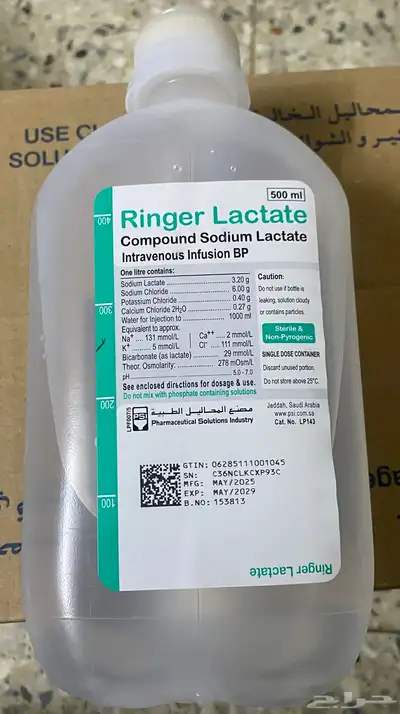 USE
SOLU
500 ml
Ringer Lactate
Compound Sodium Lactate
Intravenous Infusion BP
One litre contains:
Sodium Lactate 3.20 g
Sodium Chloride 6.00 g
Potassium Chloride 0.40 g
Calcium Chloride 2H₂O 0.27 g
Water for Injection to 1000 ml
Equivalent to approx.
Na⁺ 131 mmol/L Ca⁺⁺ 2 mmol/L
K⁺ 5 mmol/L Cl⁻ 111 mmol/L
Bicarbonate (as lactate) 29 mmol/L
Theor. Osmolarity: 278 mOsm/L
pH 5.0 - 7.0
See enclosed directions for dosage & use.
Do not mix with phosphate containing solutions
Caution:
Do not use if bottle is
leaking, solution cloudy
or contains particles.
Sterile &
Non-Pyrogenic
SINGLE DOSE CONTAINER
Discard unused portion.
Do not store above 25°C.
مصنع المحاليل الطبية
Pharmaceutical Solutions Industry
Jeddah, Saudi Arabia
www.psi.com.sa
Cat. No. LP143
GTIN: 06285111001045
SN: C36NCLKCXP93C
MFG: MAY/2025
EXP: MAY/2029
B.NO: 153813
Ringer Lactate
400
300
200
100
حراج